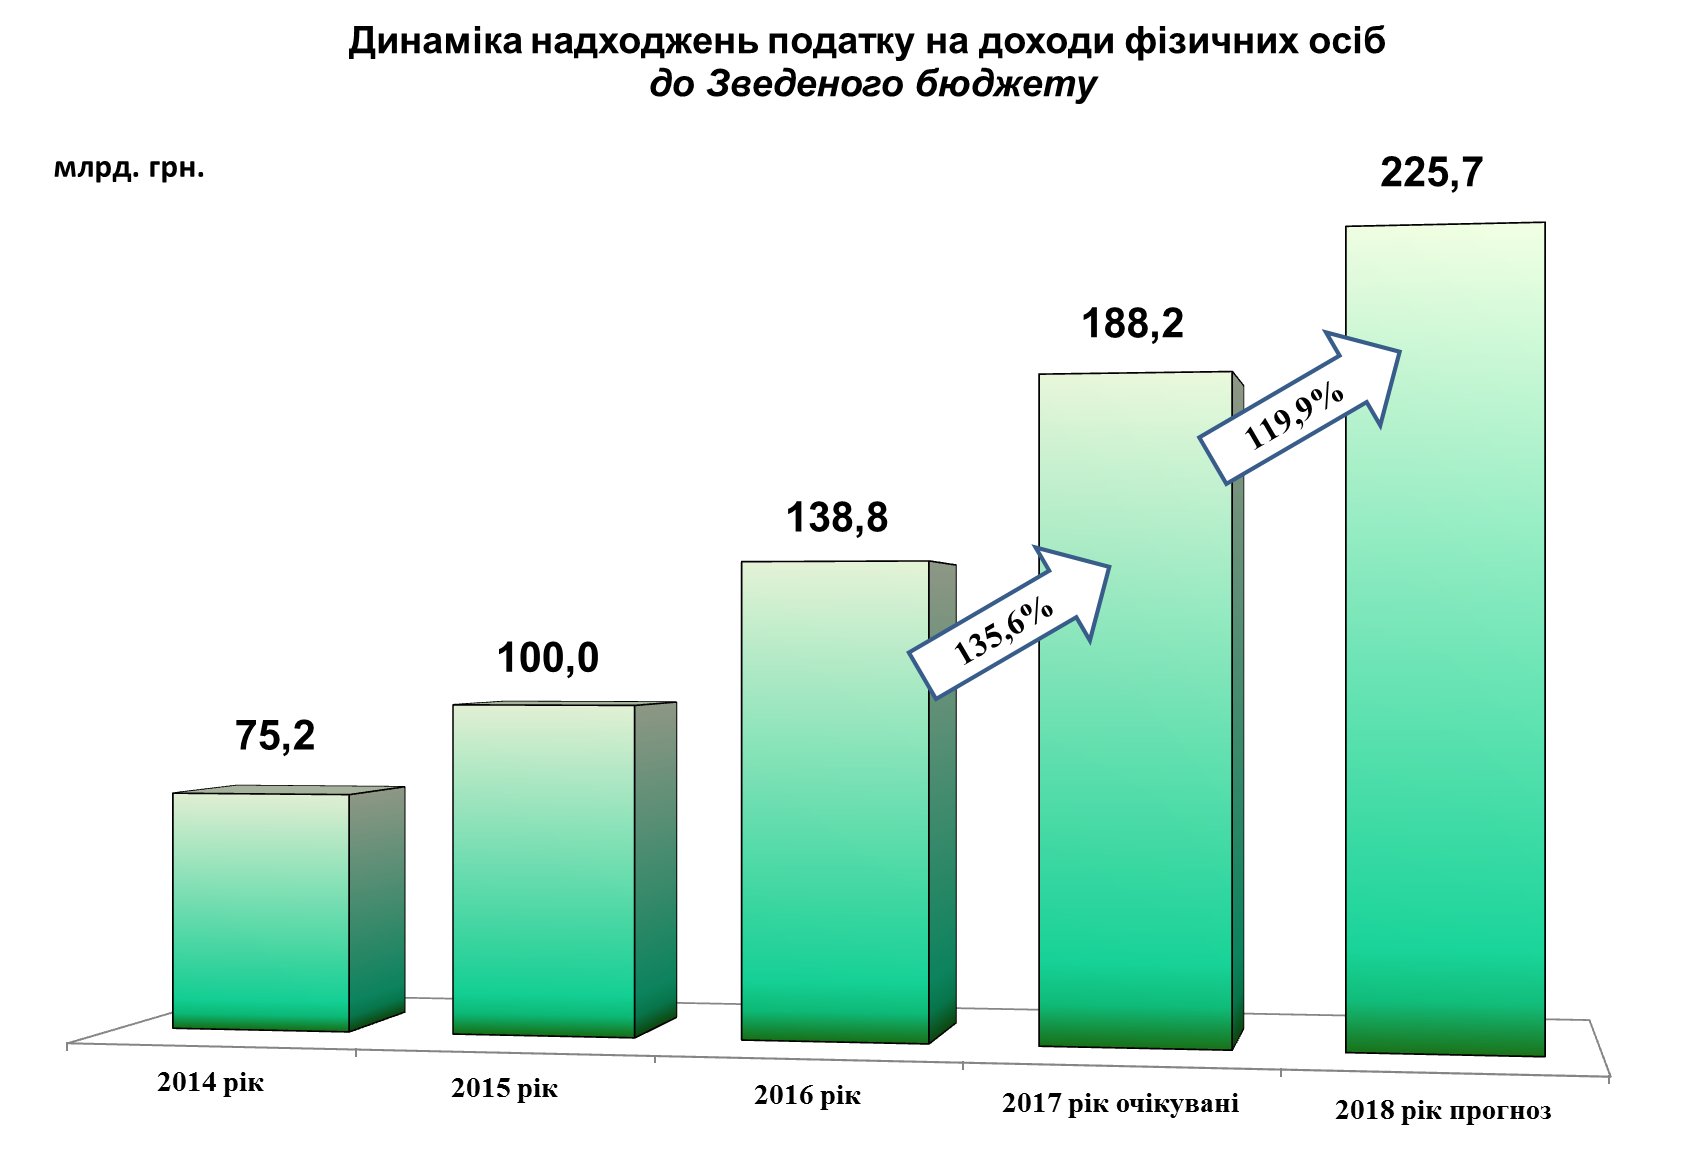 Динаміка надходжень податку на доходи фізичних осіб
до Зведеного бюджету
млрд. грн.
225,7
188,2
119,9%
138,8
135,6%
100,0
75,2
2014 рік
2015 рік
2016 рік
2017 рік очікувані
2018 рік прогноз